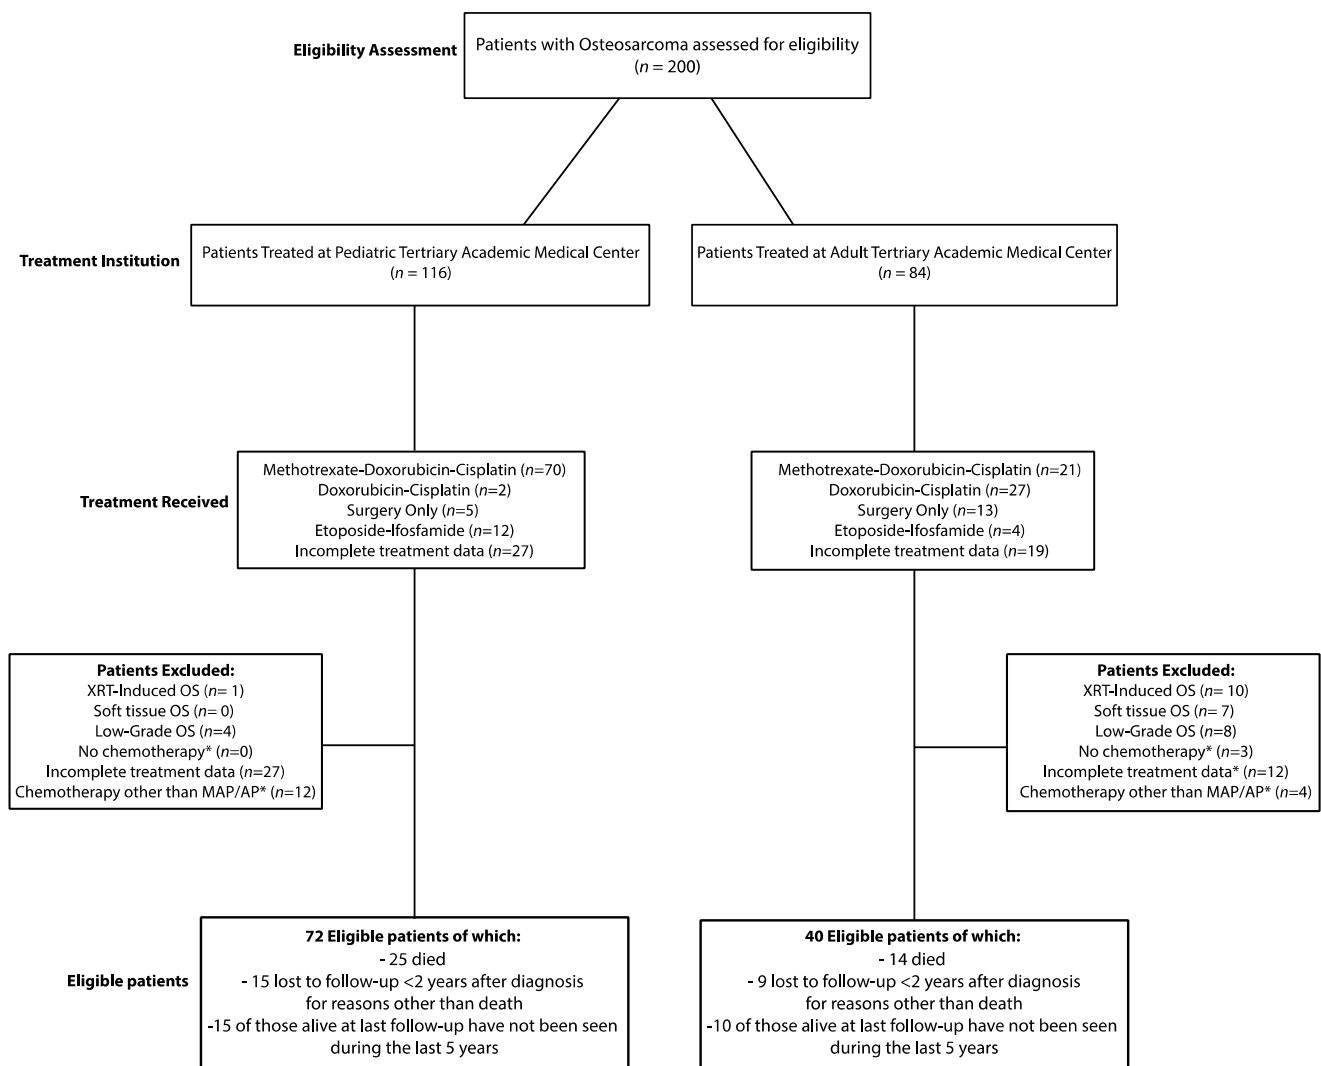 Eligibility Assessment
Patients with Osteosarcoma assessed for eligibility
(n = 200)
Treatment Institution
Patients Treated at Pediatric Tertriary Academic Medical Center
(n = 116)
Patients Treated at Adult Tertriary Academic Medical Center
(n = 84)
Treatment Received
Methotrexate-Doxorubicin-Cisplatin (n=70)
Doxorubicin-Cisplatin (n=2)
Surgery Only (n=5)
Etoposide-Ifosfamide (n=12)
Incomplete treatment data (n=27)
Methotrexate-Doxorubicin-Cisplatin (n=21)
Doxorubicin-Cisplatin (n=27)
Surgery Only (n=13)
Etoposide-Ifosfamide (n=4)
Incomplete treatment data (n=19)
Patients Excluded:
XRT-Induced OS (n= 1)
Soft tissue OS (n= 0)
Low-Grade OS (n=4)
No chemotherapy* (n=0)
Incomplete treatment data (n=27)
Chemotherapy other than MAP/AP* (n=12)
Patients Excluded:
XRT-Induced OS (n= 10)
Soft tissue OS (n= 7)
Low-Grade OS (n=8)
No chemotherapy* (n=3)
Incomplete treatment data* (n=12)
Chemotherapy other than MAP/AP* (n=4)
Eligible patients
72 Eligible patients of which:
- 25 died
- 15 lost to follow-up <2 years after diagnosis
for reasons other than death
-15 of those alive at last follow-up have not been seen
during the last 5 years
40 Eligible patients of which:
- 14 died
- 9 lost to follow-up <2 years after diagnosis
for reasons other than death
-10 of those alive at last follow-up have not been seen
during the last 5 years